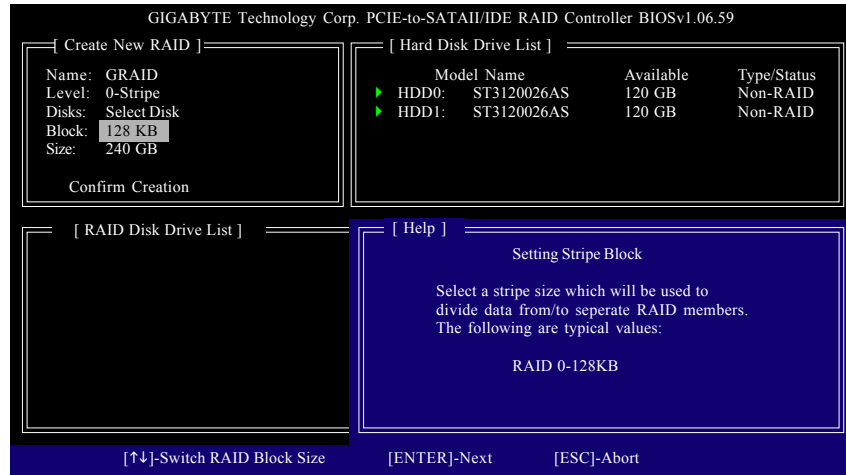 GIGABYTE Technology Corp. PCIE-to-SATAII/IDE RAID Controller BIOSv1.06.59
[ Create New RAID ]
Name: GRAID
Level: 0-Stripe
Disks: Select Disk
Block: 128 KB
Size: 240 GB
Confirm Creation
[ Hard Disk Drive List ]
Model Name Available Type/Status
HDD0: ST3120026AS 120 GB Non-RAID
HDD1: ST3120026AS 120 GB Non-RAID
[ RAID Disk Drive List ]
[ Help ]
Setting Stripe Block
Select a stripe size which will be used to
divide data from/to seperate RAID members.
The following are typical values:
RAID 0-128KB
[↑↓]-Switch RAID Block Size [ENTER]-Next [ESC]-Abort